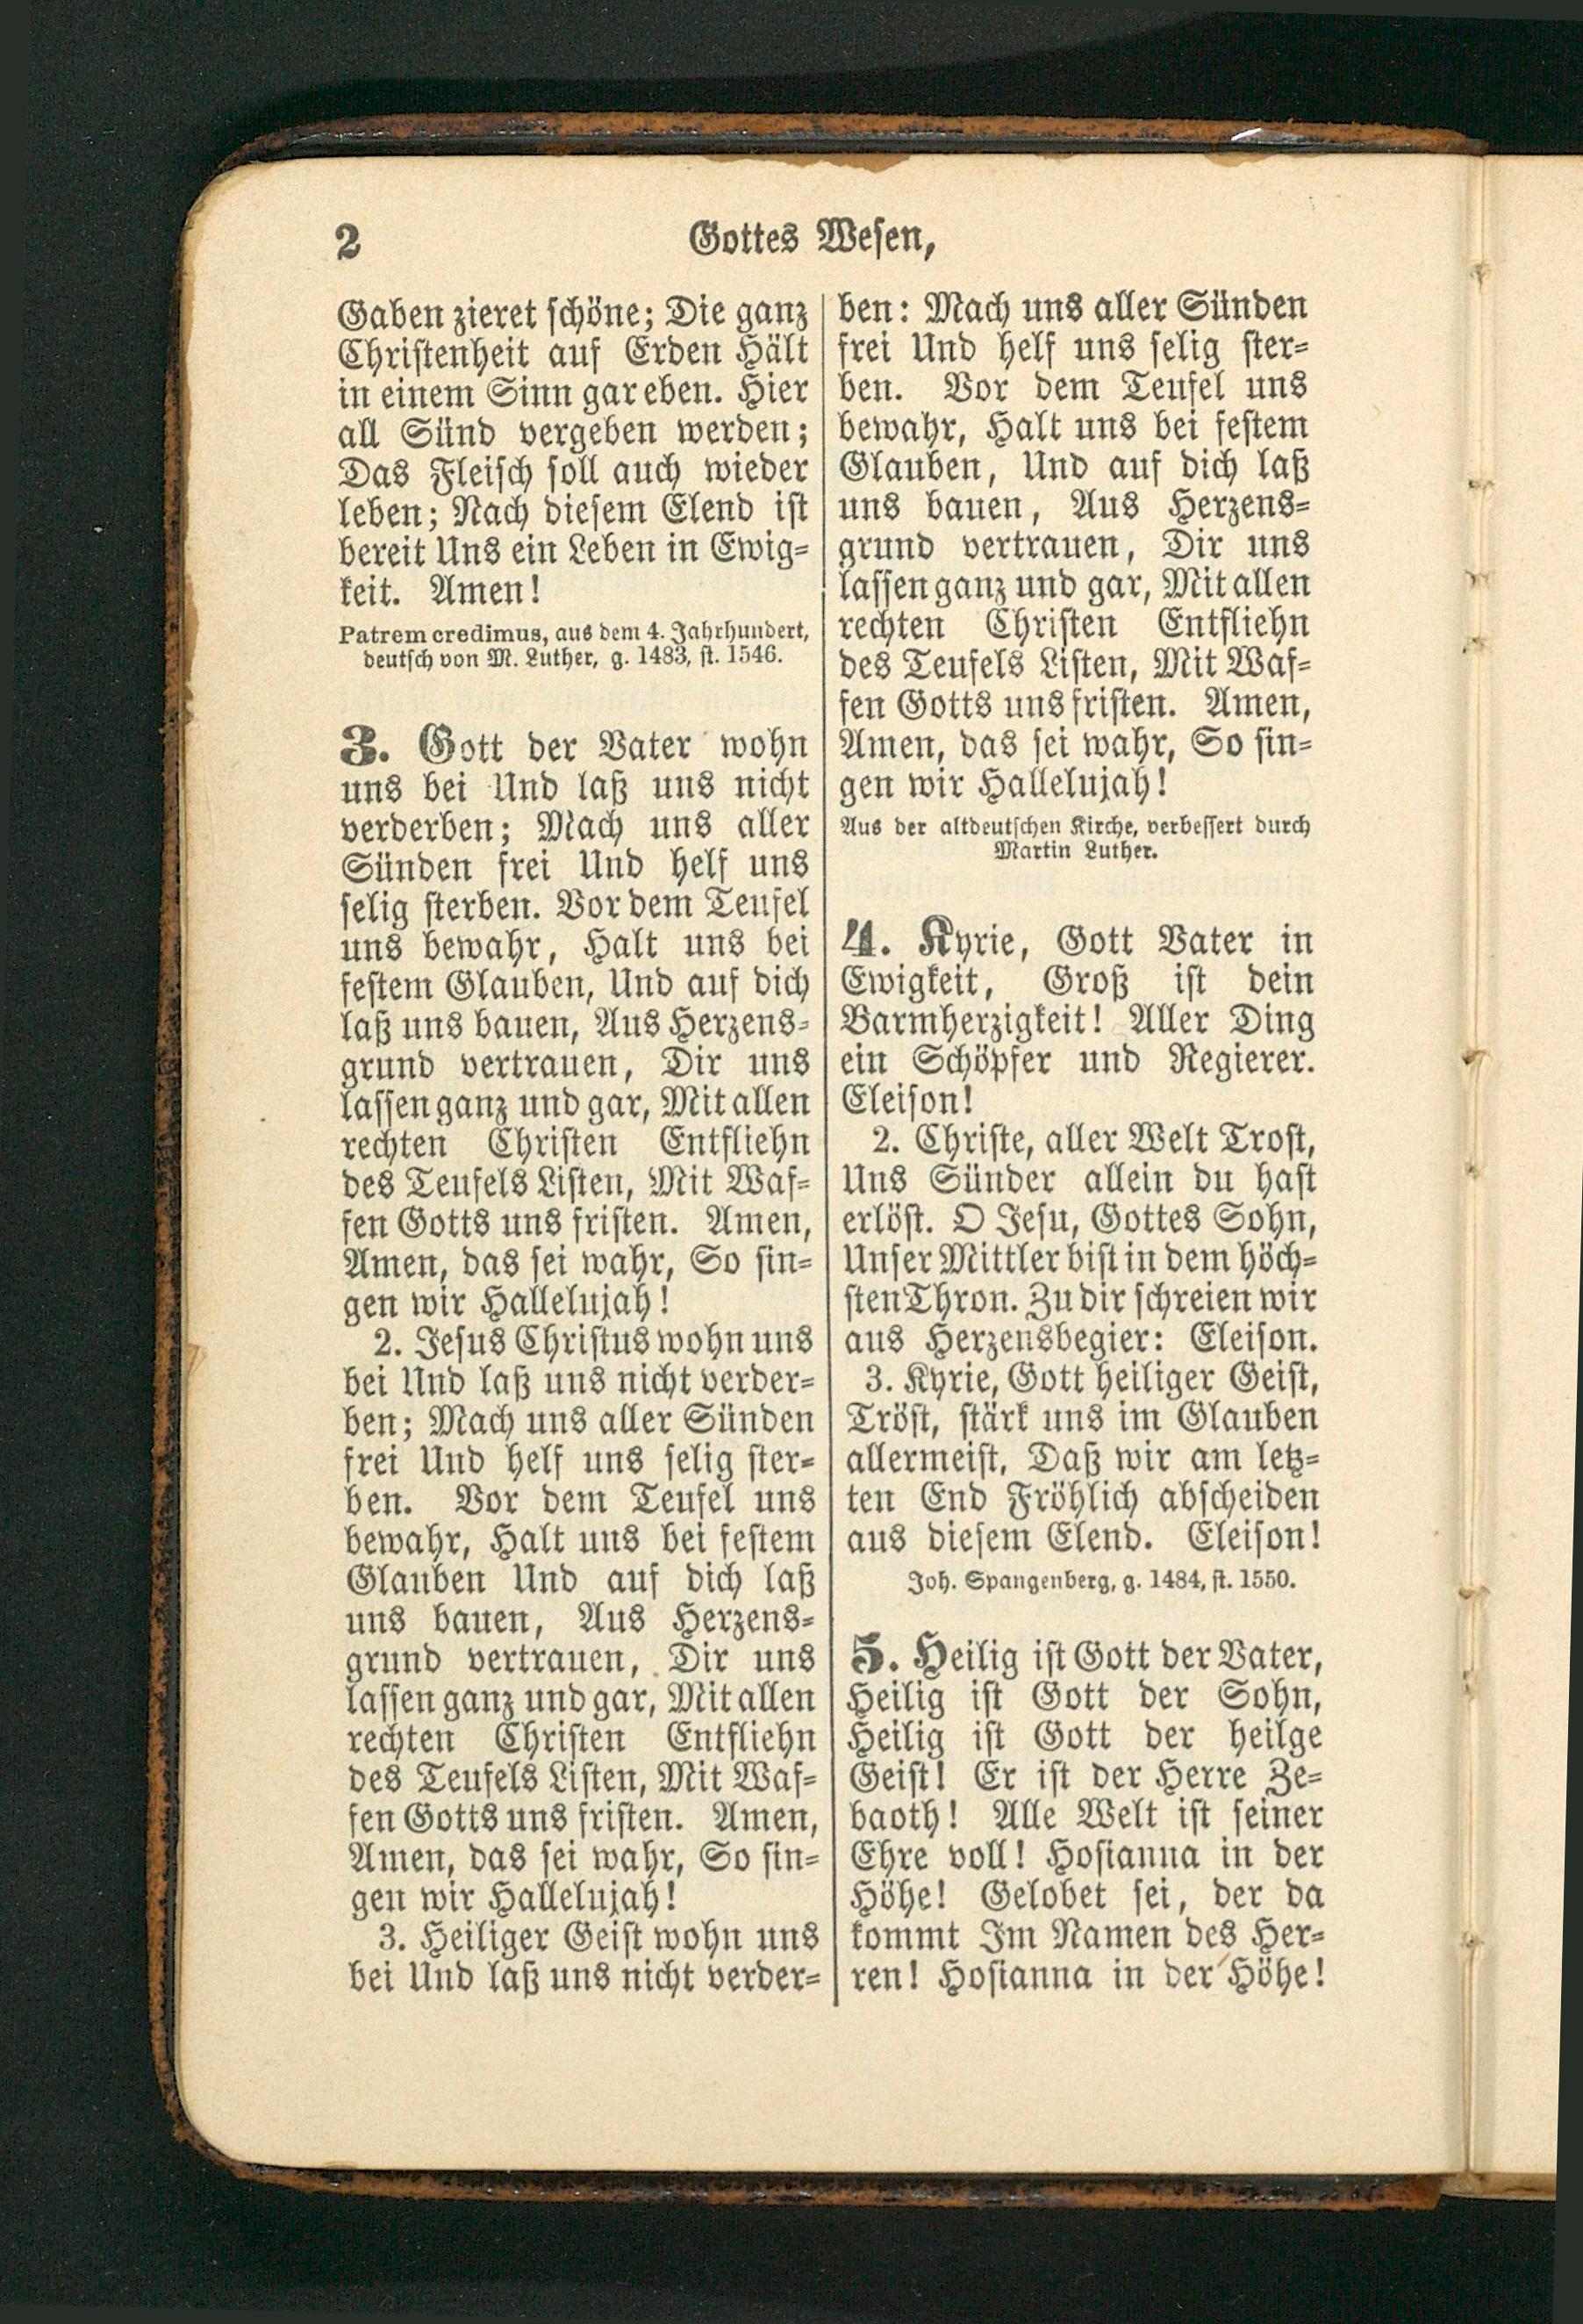 2
Gottes Wesen,
Gaben zieret schöne; Die ganz
Christenheit auf Erden Hält
in einem Sinn gar eben. Hier
all Sünd vergeben werden;
Das Fleisch soll auch wieder
leben; Nach diesem Elend ist
bereit Uns ein Leben in Ewig-
keit. Amen!
Patrem credimus, aus dem 4. Jahrhundert,
deutsch von M. Luther, g. 1483, st. 1546.
3. Gott der Vater wohn
uns bei Und laß uns nicht
verderben; Mach uns aller
Sünden frei Und helf uns
selig sterben. Vor dem Teufel
uns bewahr, Halt uns bei
festem Glauben, Und auf dich
laß uns bauen, Aus Herzens-
grund vertrauen, Dir uns
lassen ganz und gar, Mit allen
rechten Christen Entfliehn
des Teufels Listen, Mit Waf-
fen Gotts uns fristen. Amen,
Amen, das sei wahr, So sin-
gen wir Hallelujah!
2. Jesus Christus wohn uns
bei Und laß uns nicht verder-
ben; Mach uns aller Sünden
frei Und helf uns selig ster-
ben. Vor dem Teufel uns
bewahr, Halt uns bei festem
Glauben Und auf dich laß
uns bauen, Aus Herzens-
grund vertrauen, Dir uns
lassen ganz und gar, Mit allen
rechten Christen Entfliehn
des Teufels Listen, Mit Waf-
fen Gotts uns fristen. Amen,
Amen, das sei wahr, So sin-
gen wir Hallelujah!
3. Heiliger Geist wohn uns
bei Und laß uns nicht verder-
ben: Mach uns aller Sünden
frei Und helf uns selig ster-
ben. Vor dem Teufel uns
bewahr, Halt uns bei festem
Glauben, Und auf dich laß
uns bauen, Aus Herzens-
grund vertrauen, Dir uns
lassen ganz und gar, Mit allen
rechten Christen Entfliehn
des Teufels Listen, Mit Waf-
fen Gotts uns fristen. Amen,
Amen, das sei wahr, So sin-
gen wir Hallelujah!
Aus der altdeutschen Kirche, verbessert durch
Martin Luther.
4. Kyrie, Gott Vater in
Ewigkeit, Groß ist dein
Barmherzigkeit! Aller Ding
ein Schöpfer und Regierer.
Eleison!
2. Christe, aller Welt Trost,
Uns Sünder allein du hast
erlöst. O Jesu, Gottes Sohn,
Unser Mittler bist in dem höch-
sten Thron. Zu dir schreien wir
aus Herzensbegier: Eleison.
3. Kyrie, Gott heiliger Geist,
Tröst, stärk uns im Glauben
allermeist, Daß wir am letz-
ten End Fröhlich abscheiden
aus diesem Elend. Eleison!
Joh. Spangenberg, g. 1484, st. 1550.
5. Heilig ist Gott der Vater,
Heilig ist Gott der Sohn,
Heilig ist Gott der heilge
Geist! Er ist der Herre Ze-
baoth! Alle Welt ist seiner
Ehre voll! Hosianna in der
Höhe! Gelobet sei, der da
kommt Im Namen des Her-
ren! Hosianna in der Höhe!